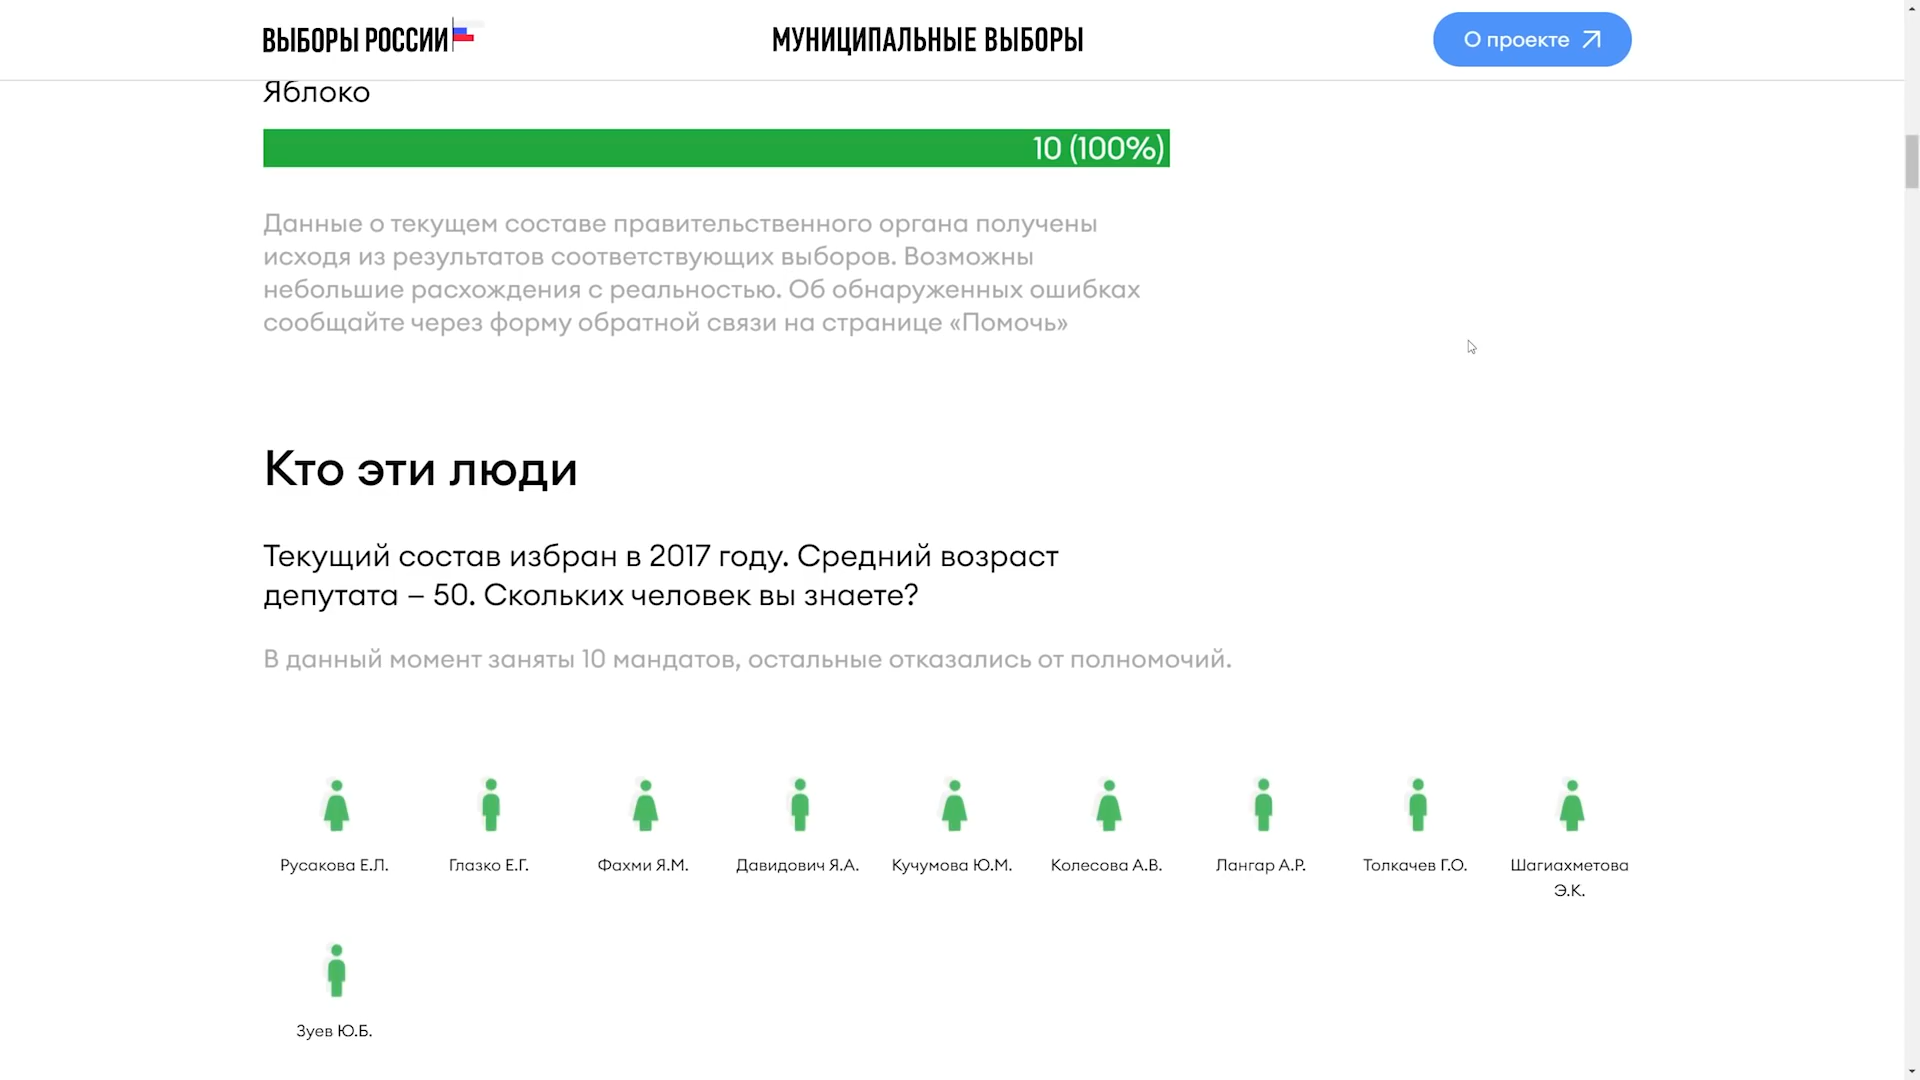 ВЫБОРЫ РОССИИ
МУНИЦИПАЛЬНЫЕ ВЫБОРЫ
О проекте
Яблоко
10 (100%)
Данные о текущем составе правительственного органа получены
исходя из результатов соответствующих выборов. Возможны
небольшие расхождения с реальностью. Об обнаруженных ошибках
сообщайте через форму обратной связи на странице «Помочь»
Кто эти люди
Текущий состав избран в 2017 году. Средний возраст
депутата – 50. Скольких человек вы знаете?
В данный момент заняты 10 мандатов, остальные отказались от полномочий.
Русакова Е.Л.
Глазко Е.Г.
Фахми Я.М.
Давидович Я.А.
Кучумова Ю.М.
Колесова А.В.
Лангар А.Р.
Толкачев Г.О.
Шагиахметова
Э.К.
Зуев Ю.Б.